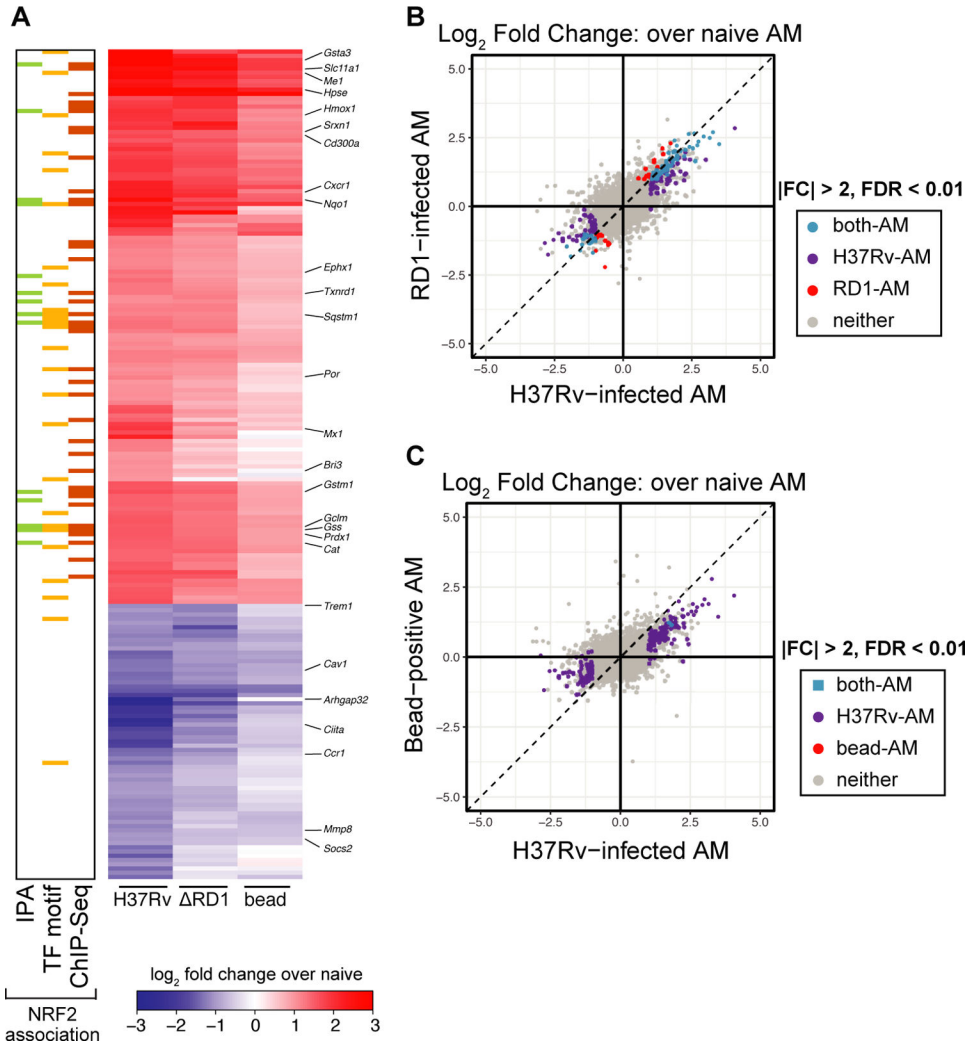 A
Gsta3
Slc11a1
Me1
Hpse
Hmox1
Srxn1
Cd300a
Cxcr1
Nqo1
Ephx1
Txnrd1
Sqstm1
Por
Mx1
Bri3
Gstm1
Gclm
Gss
Prdx1
Cat
Trem1
Cav1
Arhgap32
Ciita
Ccr1
Mmp8
Socs2
IPA
TF motif
ChIP-Seq
NRF2
association
H37Rv ΔRD1 bead
log2 fold change over naive
−3 −2 −1 0 1 2 3
B
Log2 Fold Change: over naive AM
RD1−infected AM
5.0
2.5
0.0
−2.5
−5.0
−5.0 −2.5 0.0 2.5 5.0
H37Rv−infected AM
|FC| > 2, FDR < 0.01
both-AM
H37Rv-AM
RD1-AM
neither
C
Log2 Fold Change: over naive AM
Bead-positive AM
5.0
2.5
0.0
−2.5
−5.0
−5.0 −2.5 0.0 2.5 5.0
H37Rv−infected AM
|FC| > 2, FDR < 0.01
both-AM
H37Rv-AM
bead-AM
neither